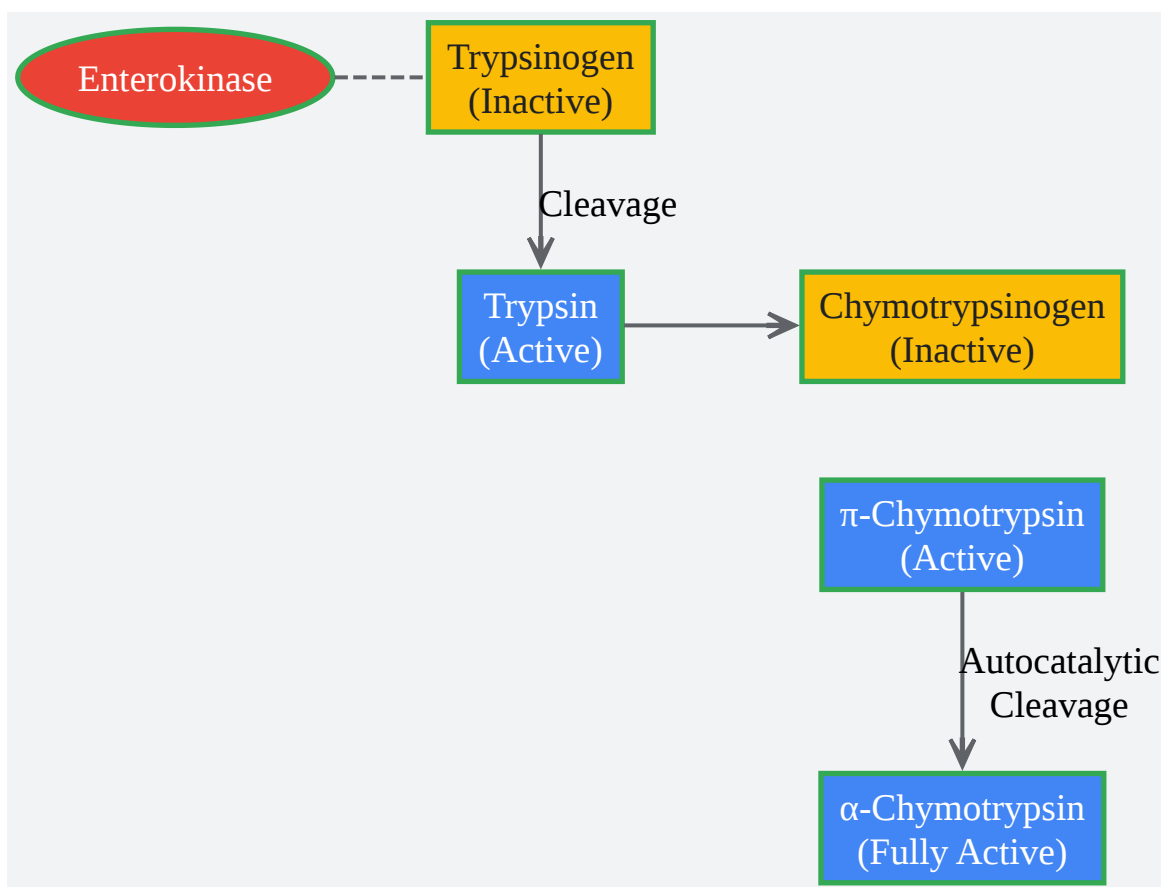 Enterokinase
Trypsinogen
(Inactive)
Cleavage
Trypsin
(Active)
Chymotrypsinogen
(Inactive)
π-Chymotrypsin
(Active)
Autocatalytic
Cleavage
α-Chymotrypsin
(Fully Active)